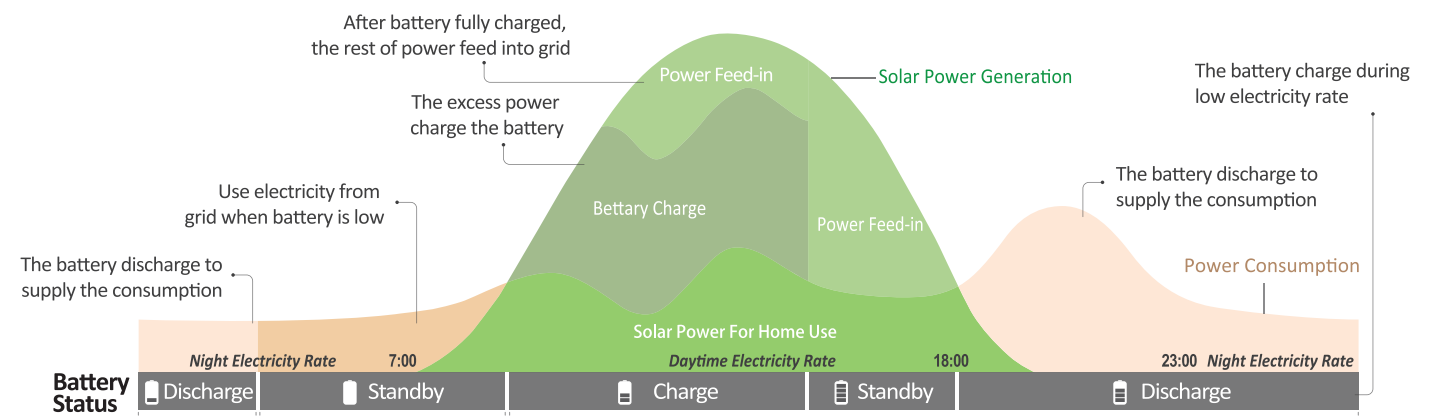 After battery fully charged,
the rest of power feed into grid
Power Feed-in
Solar Power Generation
The battery charge during
low electricity rate
The excess power
charge the battery
Use electricity from
grid when battery is low
Bettary Charge
Power Feed-in
The battery discharge to
supply the consumption
The battery discharge to
supply the consumption
Power Consumption
Solar Power For Home Use
Night Electricity Rate 7:00 Daytime Electricity Rate 18:00 23:00 Night Electricity Rate
Battery
Status
Discharge Standby Charge Standby Discharge